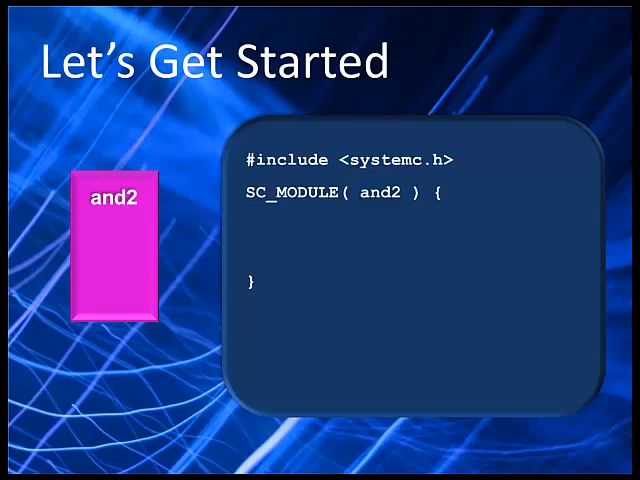 Let's Get Started
and2
#include <systemc.h>
SC_MODULE( and2 ) {
}